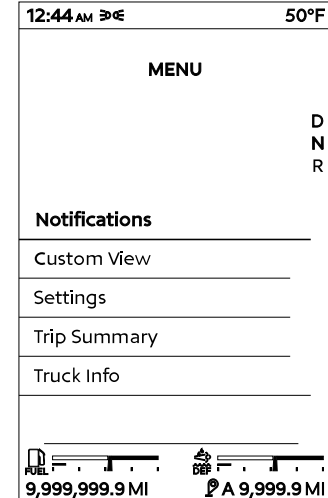 12:44 AM 50°F
MENU
D
N
R
Notifications
Custom View
Settings
Trip Summary
Truck Info
FUEL DEF
9,999,999.9 MI A 9,999.9 MI